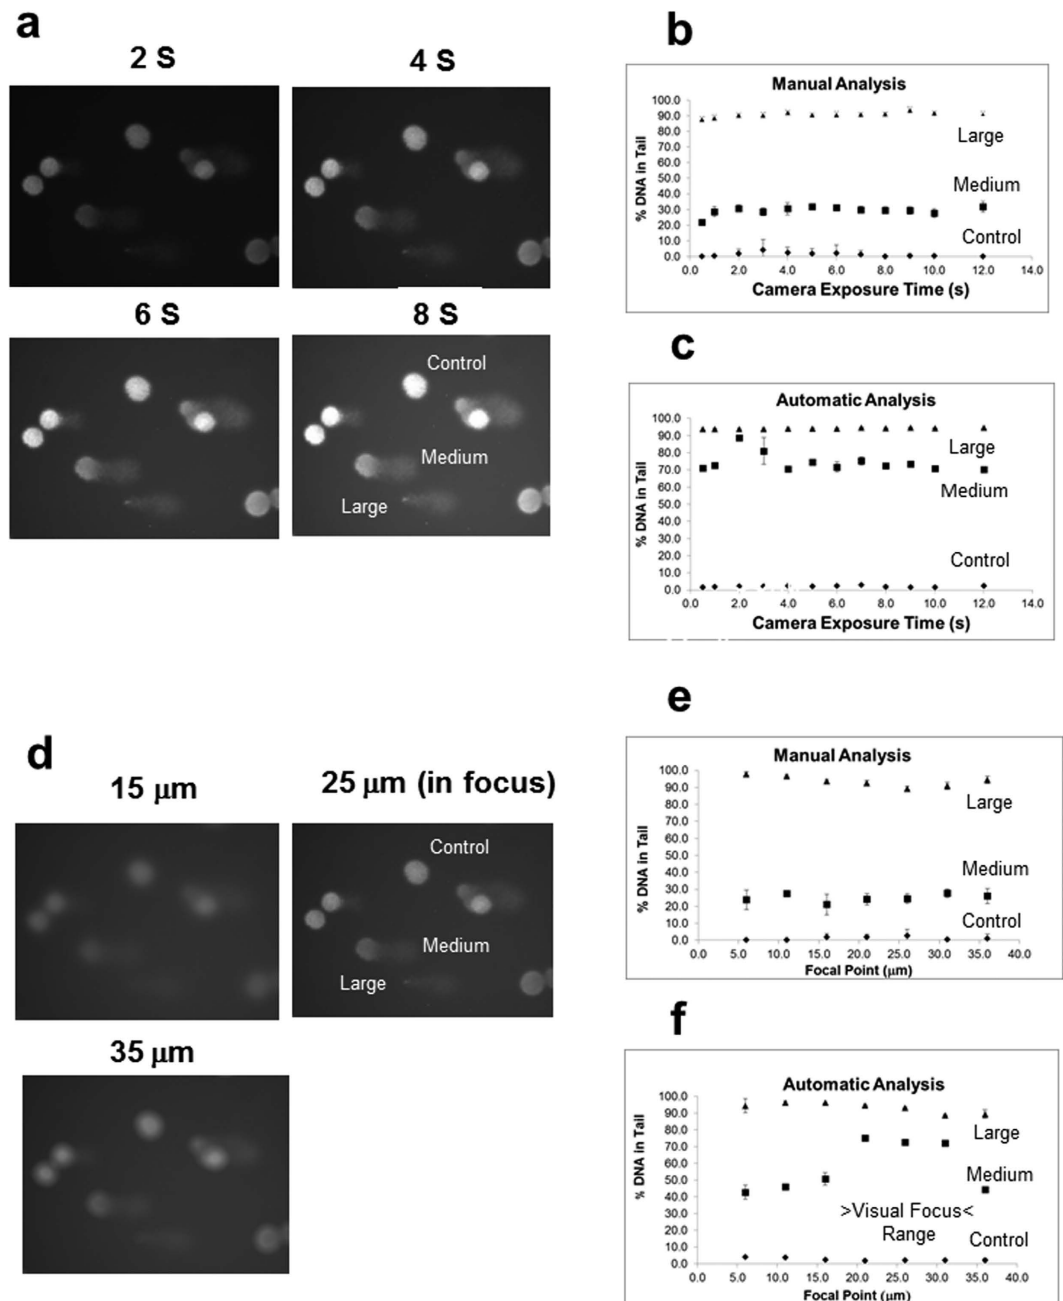 a
2 S
4 S
6 S
8 S
Control
Medium
Large
b
Manual Analysis
% DNA in Tail
100.0
90.0
80.0
70.0
60.0
50.0
40.0
30.0
20.0
10.0
0.0
Large
Medium
Control
0.0 2.0 4.0 6.0 8.0 10.0 12.0 14.0
Camera Exposure Time (s)
c
Automatic Analysis
% DNA in Tail
100.0
90.0
80.0
70.0
60.0
50.0
40.0
30.0
20.0
10.0
0.0
Large
Medium
Control
0.0 2.0 4.0 6.0 8.0 10.0 12.0 14.0
Camera Exposure Time (s)
d
15 µm
25 µm (in focus)
Control
Medium
Large
35 µm
e
Manual Analysis
% DNA in Tail
100.0
90.0
80.0
70.0
60.0
50.0
40.0
30.0
20.0
10.0
0.0
Large
Medium
Control
0.0 5.0 10.0 15.0 20.0 25.0 30.0 35.0 40.0
Focal Point (µm)
f
Automatic Analysis
% DNA in Tail
100.0
90.0
80.0
70.0
60.0
50.0
40.0
30.0
20.0
10.0
0.0
Large
Medium
>Visual Focus<
Range
Control
0.0 5.0 10.0 15.0 20.0 25.0 30.0 35.0 40.0
Focal Point (µm)